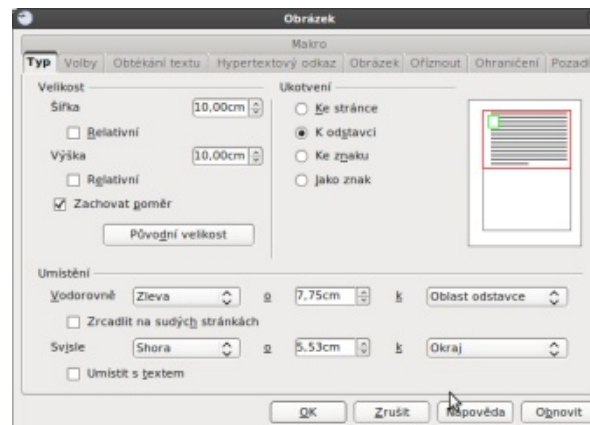 Obrázek
Makro
Typ Volby Obtékání textu Hypertextový odkaz Obrázek Oříznout Ohraničení Pozadí
Velikost
Šířka 10,00cm
Relativní
Výška 10,00cm
Relativní
Zachovat poměr
Původní velikost
Ukotvení
Ke stránce
K odstavci
Ke znaku
Jako znak
Umístění
Vodorovně Zleva o 7,75cm k Oblast odstavce
Zrcadlit na sudých stránkách
Svisle Shora o 5.53cm k Okraj
Umístit s textem
OK Zrušit Nápověda Obnovit